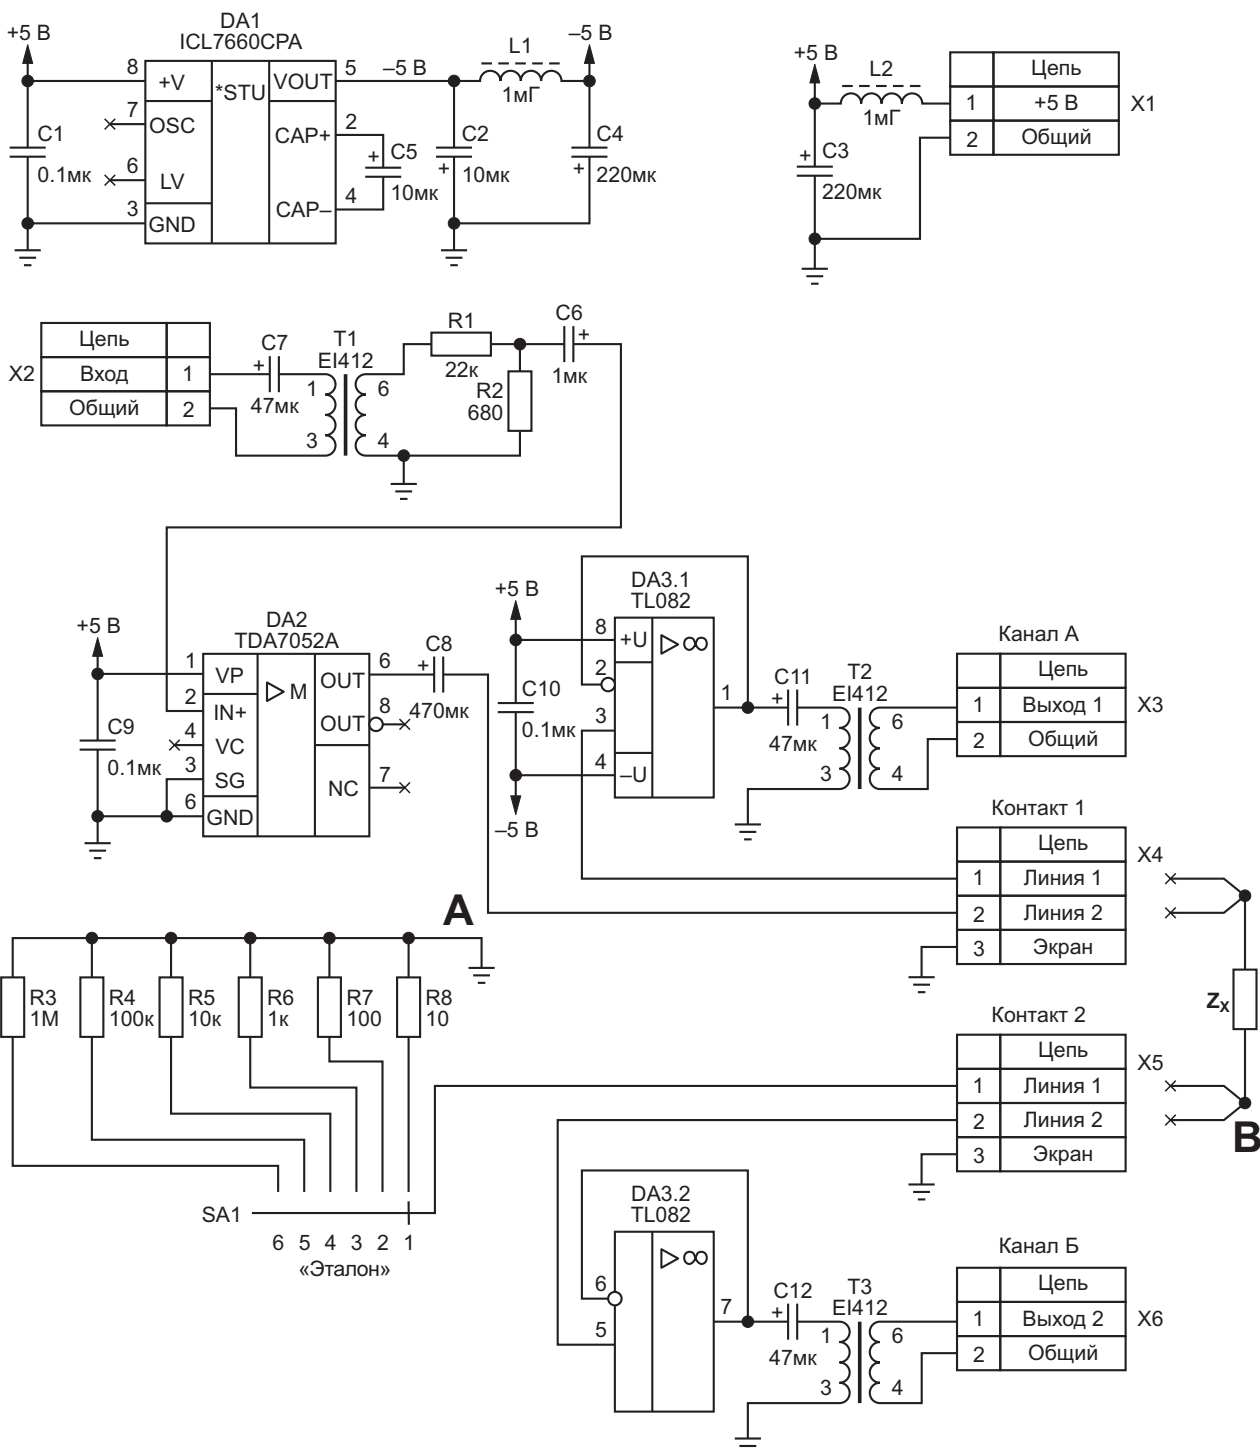 DA1
ICL7660CPA
+5 В
8
+V
*STU
VOUT
5
–5 В
L1
1мГ
–5 В
7
OSC
C1
0.1мк
6
LV
CAP+
2
+
C5
10мк
CAP–
4
3
GND
C2
+
10мк
C4
+
220мк
+5 В
L2
1мГ
Цепь
1
+5 В
2
Общий
X1
+
C3
220мк
X2
Цепь
Вход
1
Общий
2
C7
+
47мк
T1
EI412
1
3
6
4
R1
22к
R2
680
C6
+
1мк
+5 В
C9
0.1мк
DA2
TDA7052A
1
VP
2
IN+
4
VC
3
SG
6
GND
M
OUT
6
OUT
8
NC
7
C8
+
470мк
+5 В
C10
0.1мк
–5 В
DA3.1
TL082
8
+U
2
3
4
–U
∞
1
C11
+
47мк
T2
EI412
1
3
6
4
Канал А
Цепь
1
Выход 1
2
Общий
X3
Контакт 1
Цепь
1
Линия 1
2
Линия 2
3
Экран
X4
A
R3
1М
R4
100к
R5
10к
R6
1к
R7
100
R8
10
Zx
Контакт 2
Цепь
1
Линия 1
2
Линия 2
3
Экран
X5
B
SA1
6 5 4 3 2 1
«Эталон»
DA3.2
TL082
6
5
∞
7
C12
+
47мк
T3
EI412
1
3
6
4
Канал Б
Цепь
1
Выход 2
2
Общий
X6